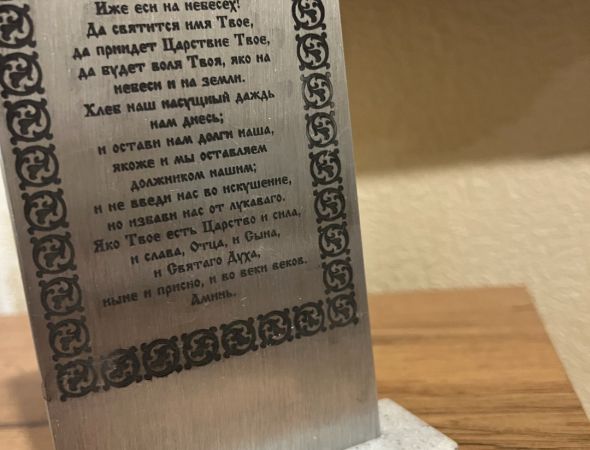 Иже еси на небесех!
Да святится имя Твое,
да приидет Царствие Твое,
да будет воля Твоя, яко на
небеси и на земли.
Хлеб наш насущный даждь
нам днесь;
и остави нам долги наша,
якоже и мы оставляем
должником нашим;
и не введи нас во искушение,
но избави нас от лукаваго.
Яко Твое есть Царство и сила,
и слава, Отца, и Сына,
и Святаго Духа,
ныне и присно, и во веки веков.
Аминь.